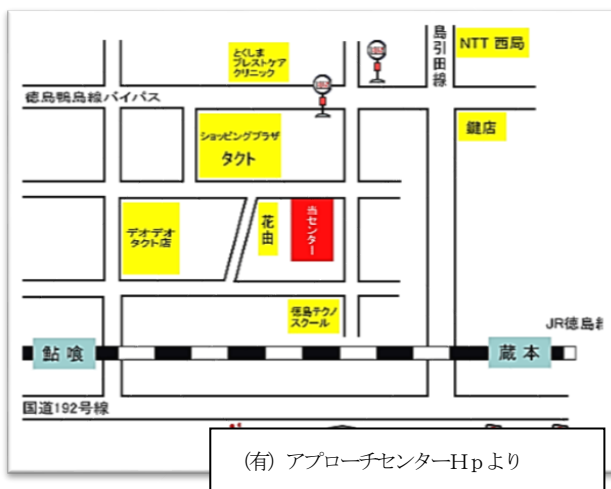 島引田線
NTT 西局
とくしま
ブレストケア
クリニック
徳島鴨島線バイパス
鍵店
ショッピングプラザ
タクト
当センター
花由
デオデオ
タクト店
徳島テクノ
スクール
JR徳島線
鮎喰
蔵本
国道192号線
(有) アプローチセンターHpより